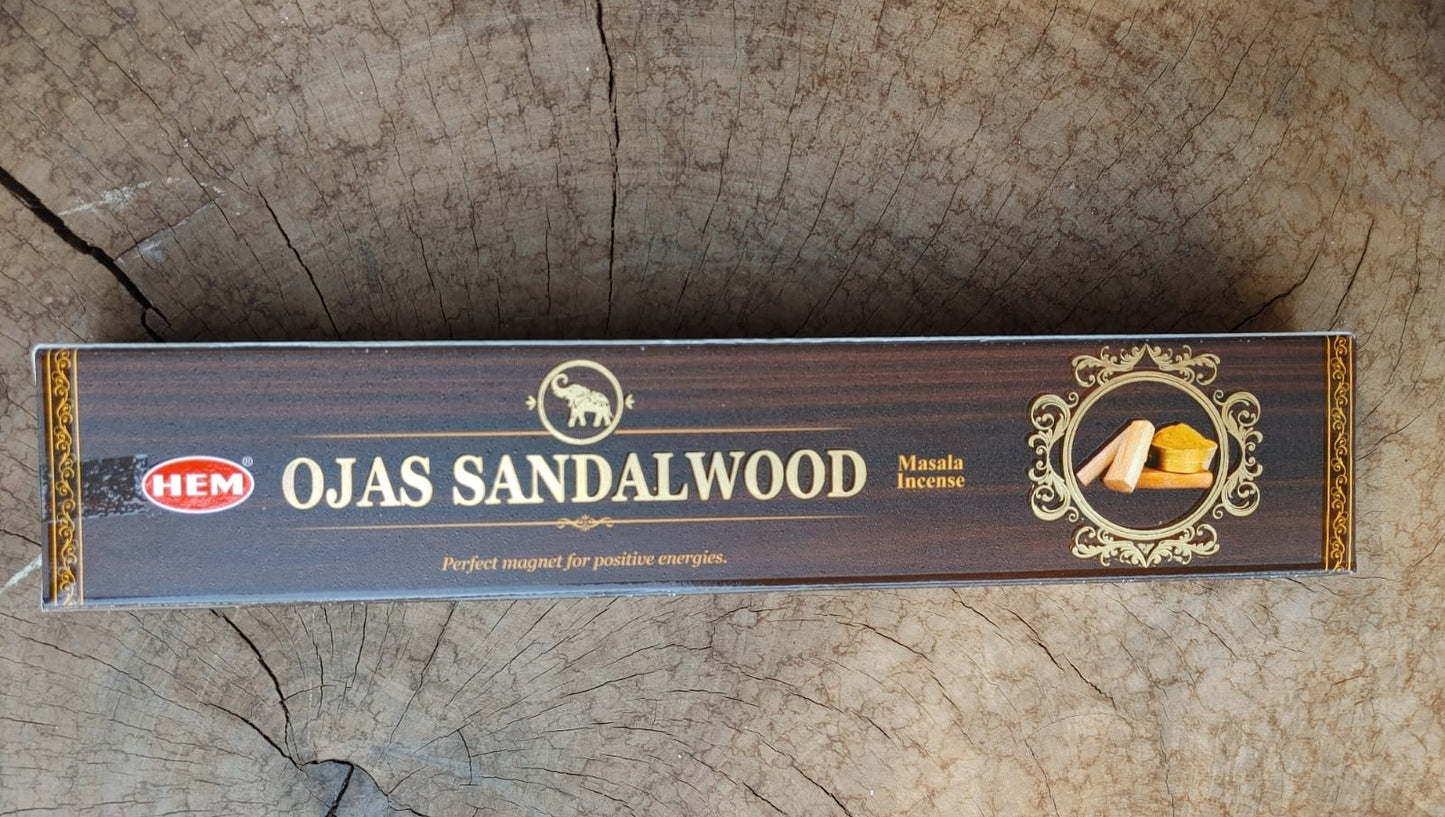 HEM®
OJAS SANDALWOOD
Masala
Incense
Perfect magnet for positive energies.